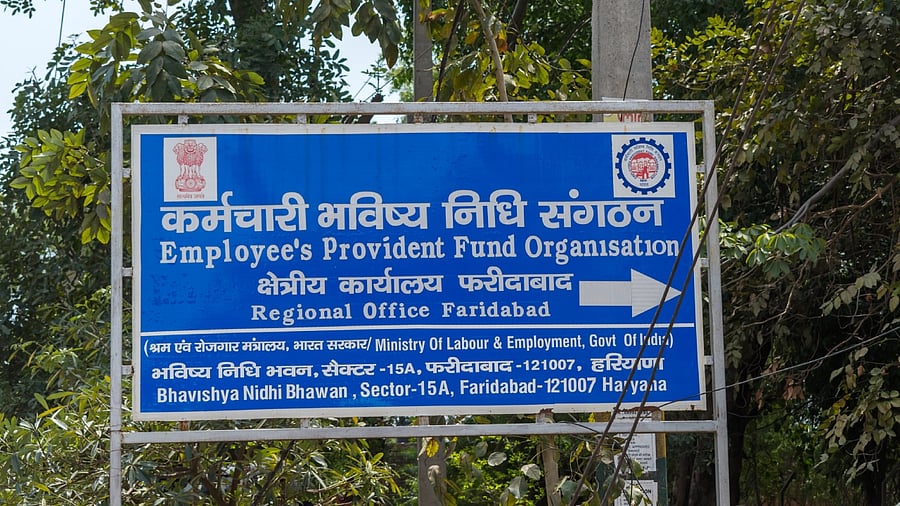 कर्मचारी भविष्य निधि संगठन
Employee's Provident Fund Organisation
क्षेत्रीय कार्यालय फरीदाबाद
Regional Office Faridabad
(श्रम एंव रोजगार मंत्रालय, भारत सरकार/ Ministry Of Labour & Employment, Govt Of India)
भविष्य निधि भवन, सैक्टर -15A, फरीदाबाद -121007, हरियाणा
Bhavishya Nidhi Bhawan , Sector-15A, Faridabad-121007 Haryana